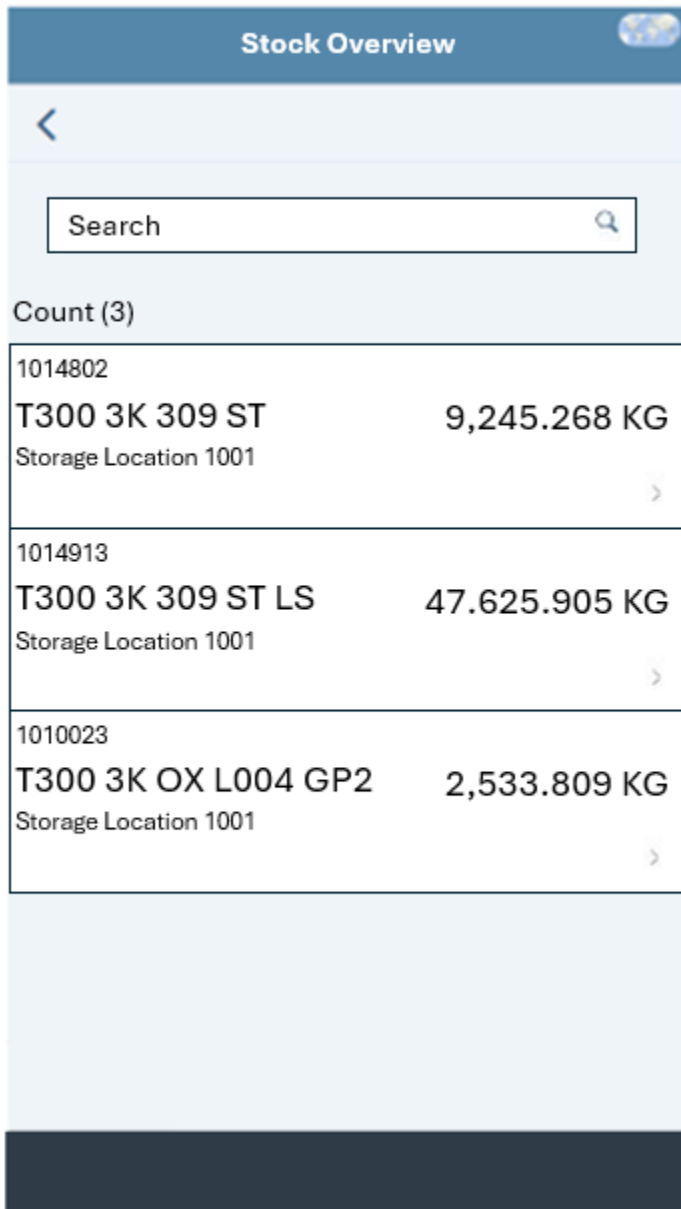 Stock Overview
Search
Count (3)
1014802
T300 3K 309 ST 9,245.268 KG
Storage Location 1001
1014913
T300 3K 309 ST LS 47.625.905 KG
Storage Location 1001
1010023
T300 3K OX L004 GP2 2,533.809 KG
Storage Location 1001